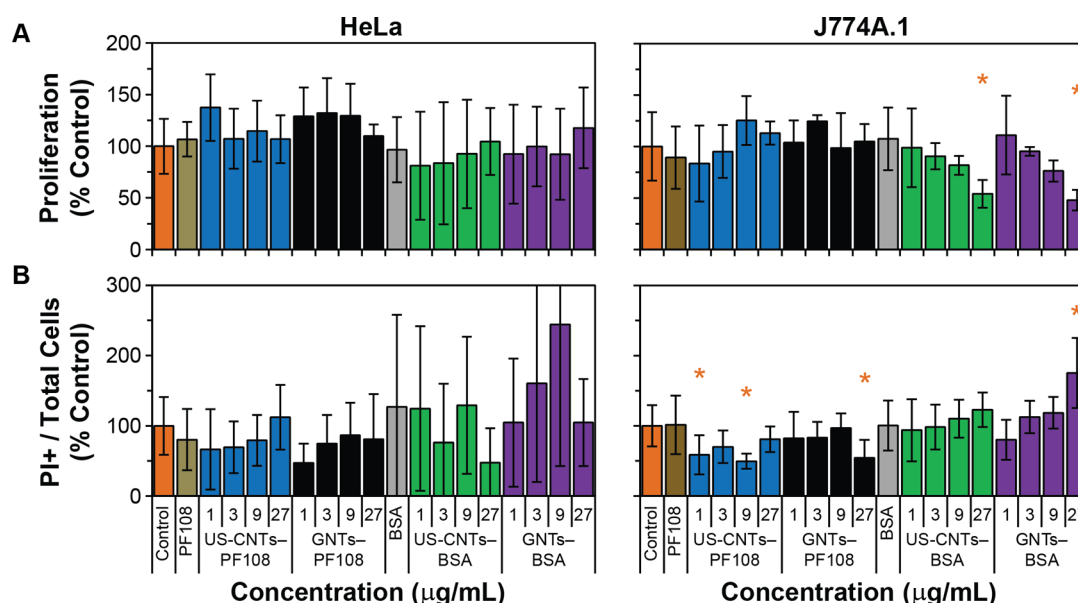 HeLa
J774A.1
A
200
150
100
50
0
Proliferation
(% Control)
*
*
B
300
200
100
0
PI+ / Total Cells
(% Control)
*
*
*
*
Control
PF108
1 3 9 27
US-CNTs–
PF108
1 3 9 27
GNTs–
PF108
BSA
1 3 9 27
US-CNTs–
BSA
1 3 9 27
GNTs–
BSA
Control
PF108
1 3 9 27
US-CNTs–
PF108
1 3 9 27
GNTs–
PF108
BSA
1 3 9 27
US-CNTs–
BSA
1 3 9 2
GNTs–
BSA
Concentration (μg/mL)
Concentration (μg/mL)